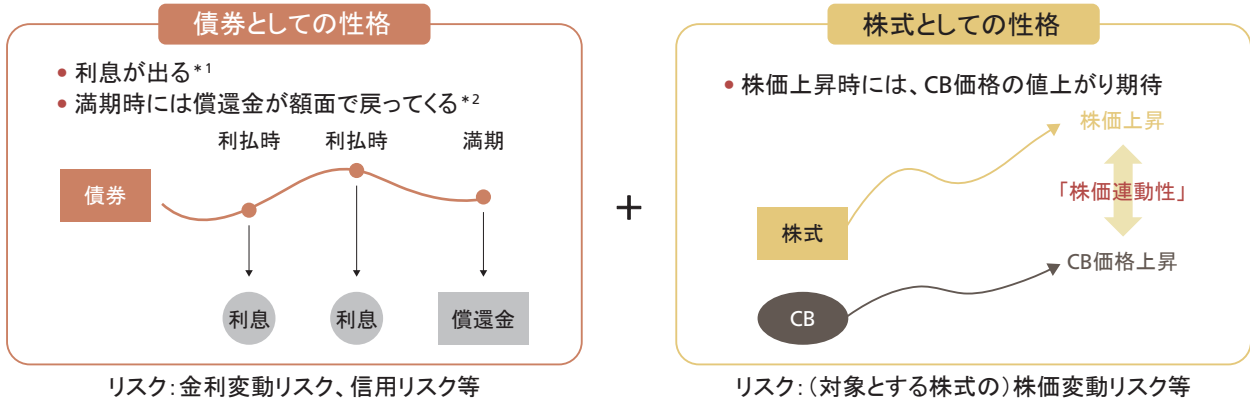 債券としての性格
• 利息が出る*1
• 満期時には償還金が額面で戻ってくる*2
利払時
利払時
満期
債券
利息
利息
償還金
リスク：金利変動リスク、信用リスク等
+
株式としての性格
• 株価上昇時には、CB価格の値上がり期待
株価上昇
「株価連動性」
株式
CB価格上昇
CB
リスク：（対象とする株式の）株価変動リスク等